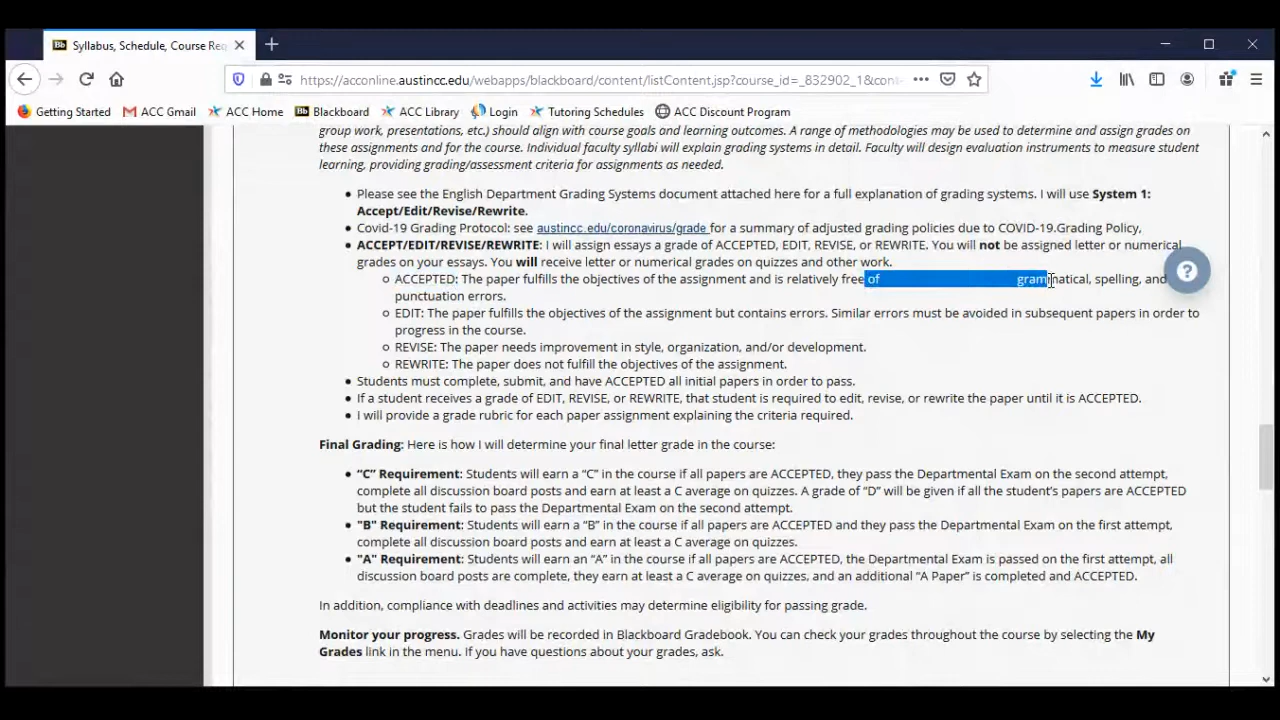 Syllabus, Schedule, Course Req
https://acconline.austincc.edu/webapps/blackboard/content/listContent.jsp?course_id=_832902_1&cont
Getting Started ACC Gmail ACC Home Blackboard ACC Library Login Tutoring Schedules ACC Discount Program
group work, presentations, etc.) should align with course goals and learning outcomes. A range of methodologies may be used to determine and assign grades on
these assignments and for the course. Individual faculty syllabi will explain grading systems in detail. Faculty will design evaluation instruments to measure student
learning, providing grading/assessment criteria for assignments as needed.
• Please see the English Department Grading Systems document attached here for a full explanation of grading systems. I will use System 1:
Accept/Edit/Revise/Rewrite.
• Covid-19 Grading Protocol: see austincc.edu/coronavirus/grade for a summary of adjusted grading policies due to COVID-19.Grading Policy,
• ACCEPT/EDIT/REVISE/REWRITE: I will assign essays a grade of ACCEPTED, EDIT, REVISE, or REWRITE. You will not be assigned letter or numerical
grades on your essays. You will receive letter or numerical grades on quizzes and other work.
ACCEPTED: The paper fulfills the objectives of the assignment and is relatively free of grammatical, spelling, and
punctuation errors.
EDIT: The paper fulfills the objectives of the assignment but contains errors. Similar errors must be avoided in subsequent papers in order to
progress in the course.
REVISE: The paper needs improvement in style, organization, and/or development.
REWRITE: The paper does not fulfill the objectives of the assignment.
• Students must complete, submit, and have ACCEPTED all initial papers in order to pass.
• If a student receives a grade of EDIT, REVISE, or REWRITE, that student is required to edit, revise, or rewrite the paper until it is ACCEPTED.
• I will provide a grade rubric for each paper assignment explaining the criteria required.
Final Grading: Here is how I will determine your final letter grade in the course:
• “C” Requirement: Students will earn a “C” in the course if all papers are ACCEPTED, they pass the Departmental Exam on the second attempt,
complete all discussion board posts and earn at least a C average on quizzes. A grade of “D” will be given if all the student’s papers are ACCEPTED
but the student fails to pass the Departmental Exam on the second attempt.
• "B" Requirement: Students will earn a “B” in the course if all papers are ACCEPTED and they pass the Departmental Exam on the first attempt,
complete all discussion board posts and earn at least a C average on quizzes.
• "A" Requirement: Students will earn an “A” in the course if all papers are ACCEPTED, the Departmental Exam is passed on the first attempt, all
discussion board posts are complete, they earn at least a C average on quizzes, and an additional “A Paper” is completed and ACCEPTED.
In addition, compliance with deadlines and activities may determine eligibility for passing grade.
Monitor your progress. Grades will be recorded in Blackboard Gradebook. You can check your grades throughout the course by selecting the My
Grades link in the menu. If you have questions about your grades, ask.